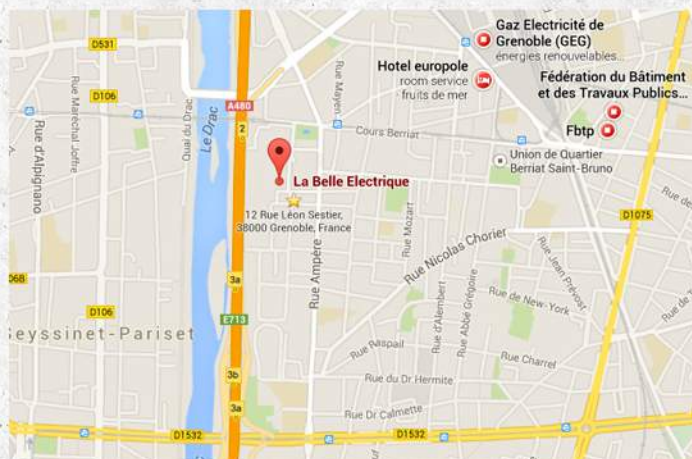 D531
Rue Maréchal Joffre
D106
Rue d'Alpignano
Quai du Drac
Le Drac
A480
2
Rue Mayen
Cours Berriat
Gaz Electricité de
Grenoble (GEG)
énergies renouvelables...
Hotel europole
room service
fruits de mer
Fédération du Bâtiment
et des Travaux Publics...
Fbtp
Union de Quartier
Berriat Saint-Bruno
La Belle Electrique
12 Rue Léon Sestier,
38000 Grenoble, France
Rue de
D1075
Rue Ampère
Rue Mozart
Rue Nicolas Chorier
Rue Jean Prévost
06B
3a
D106
E713
Seyssinet-Pariset
Rue d'Alembert
Rue Abbé Grégoire
Rue de New-York
Rue de
Rue Raspail
Rue Charrel
3b
Rue du Dr Hermite
3a
Rue Dr Calmette
D1532
D1532